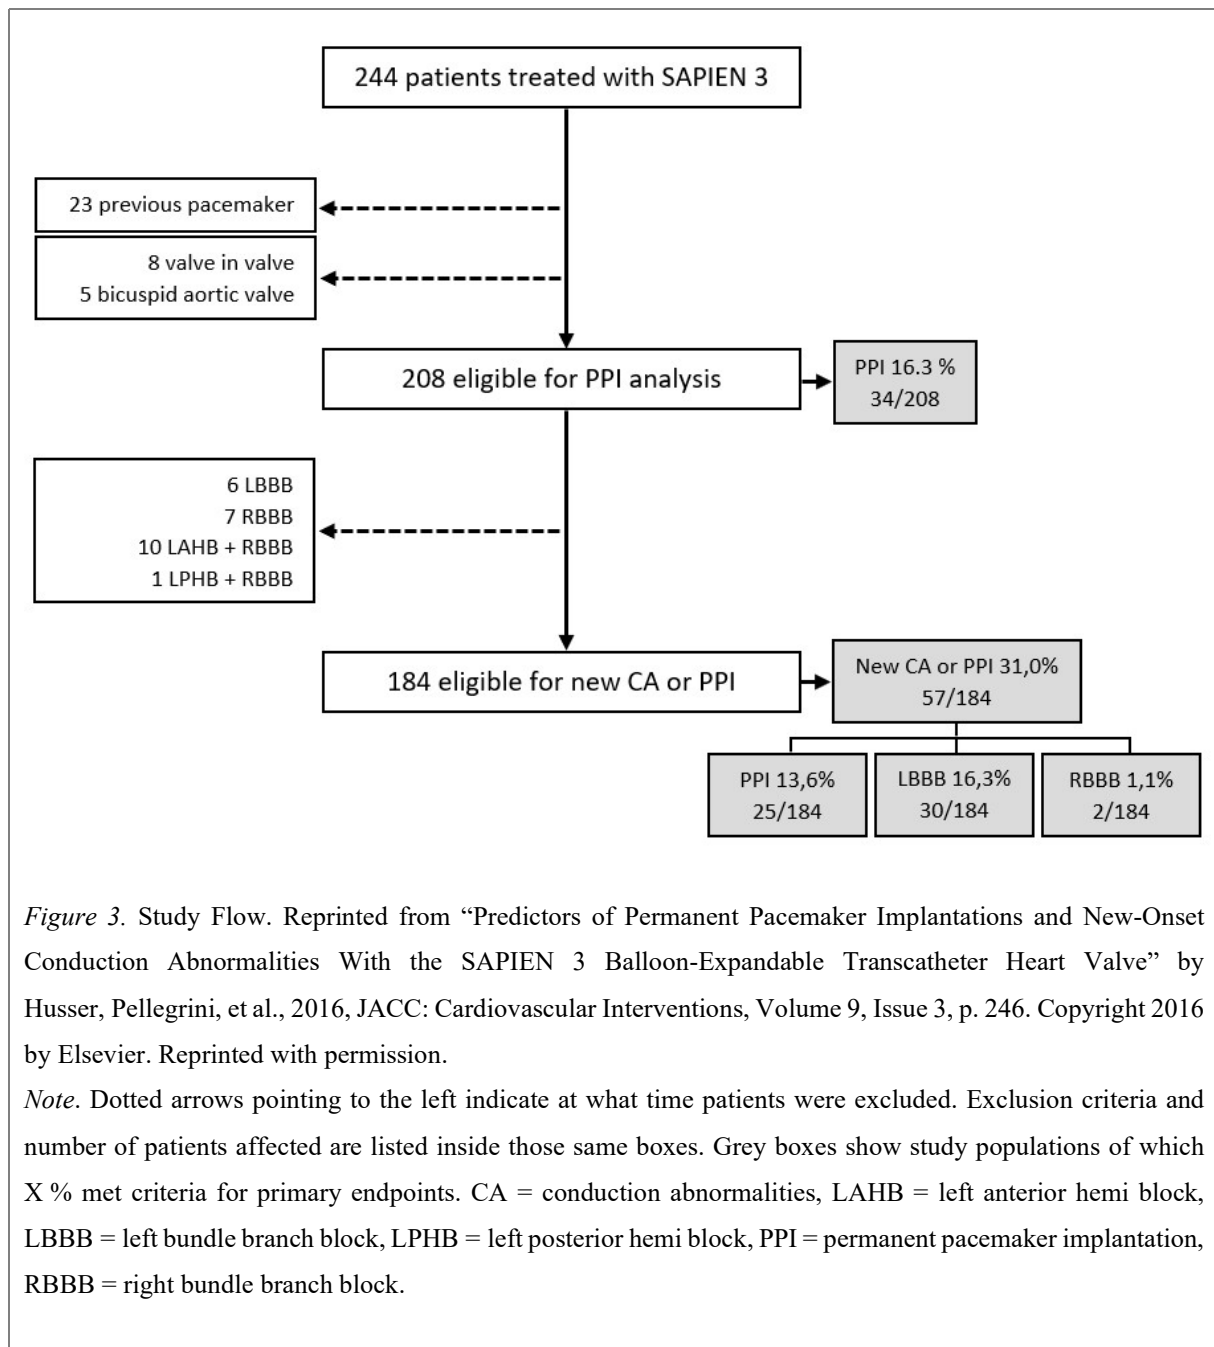 244 patients treated with SAPIEN 3
23 previous pacemaker
8 valve in valve
5 bicuspid aortic valve
208 eligible for PPI analysis
PPI 16.3 %
34/208
6 LBBB
7 RBBB
10 LAHB + RBBB
1 LPHB + RBBB
184 eligible for new CA or PPI
New CA or PPI 31,0%
57/184
PPI 13,6%
25/184
LBBB 16,3%
30/184
RBBB 1,1%
2/184
Figure 3. Study Flow. Reprinted from “Predictors of Permanent Pacemaker Implantations and New-Onset
Conduction Abnormalities With the SAPIEN 3 Balloon-Expandable Transcatheter Heart Valve” by
Husser, Pellegrini, et al., 2016, JACC: Cardiovascular Interventions, Volume 9, Issue 3, p. 246. Copyright 2016
by Elsevier. Reprinted with permission.
Note. Dotted arrows pointing to the left indicate at what time patients were excluded. Exclusion criteria and
number of patients affected are listed inside those same boxes. Grey boxes show study populations of which
X % met criteria for primary endpoints. CA = conduction abnormalities, LAHB = left anterior hemi block,
LBBB = left bundle branch block, LPHB = left posterior hemi block, PPI = permanent pacemaker implantation,
RBBB = right bundle branch block.